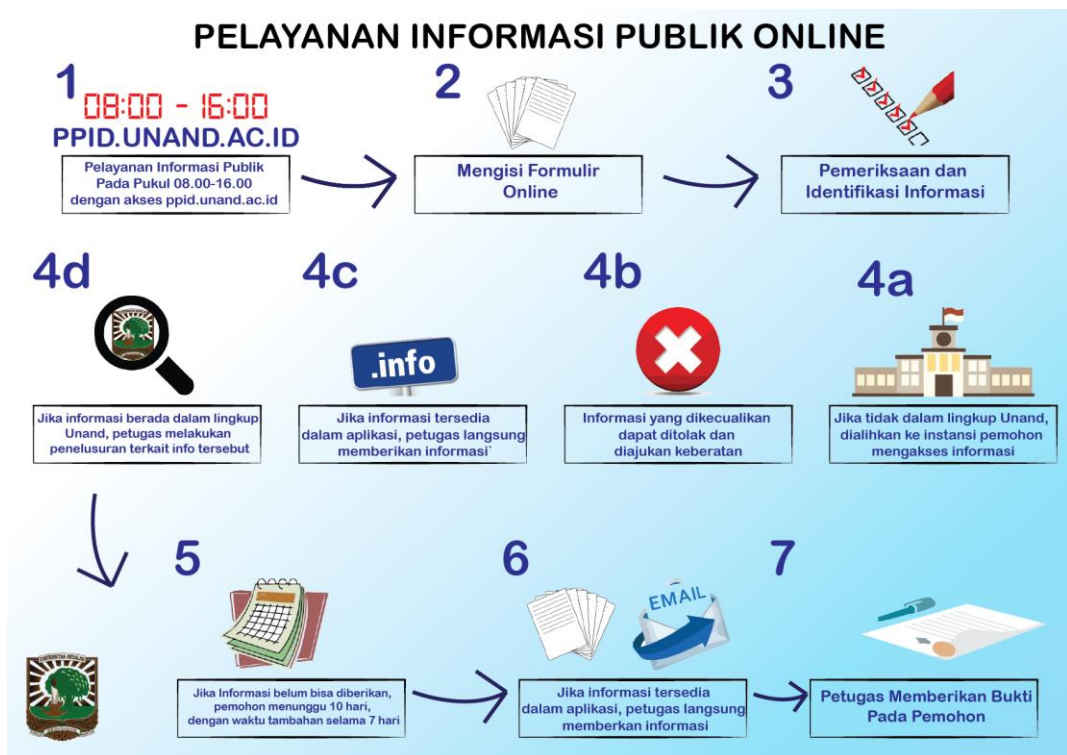 PELAYANAN INFORMASI PUBLIK ONLINE
1
08:00 - 16:00
PPID.UNAND.AC.ID
Pelayanan Informasi Publik
Pada Pukul 08.00-16.00
dengan akses ppid.unand.ac.id
2
Mengisi Formulir
Online
3
Pemeriksaan dan
Identifikasi Informasi
4d
Jika informasi berada dalam lingkup
Unand, petugas melakukan
penelusuran terkait info tersebut
4c
.info
Jika informasi tersedia
dalam aplikasi, petugas langsung
memberikan informasi`
4b
Informasi yang dikecualikan
dapat ditolak dan
diajukan keberatan
4a
Jika tidak dalam lingkup Unand,
dialihkan ke instansi pemohon
mengakses informasi
5
Jika Informasi belum bisa diberikan,
pemohon menunggu 10 hari,
dengan waktu tambahan selama 7 hari
6
EMAIL
Jika informasi tersedia
dalam aplikasi, petugas langsung
memberkan informasi
7
Petugas Memberikan Bukti
Pada Pemohon